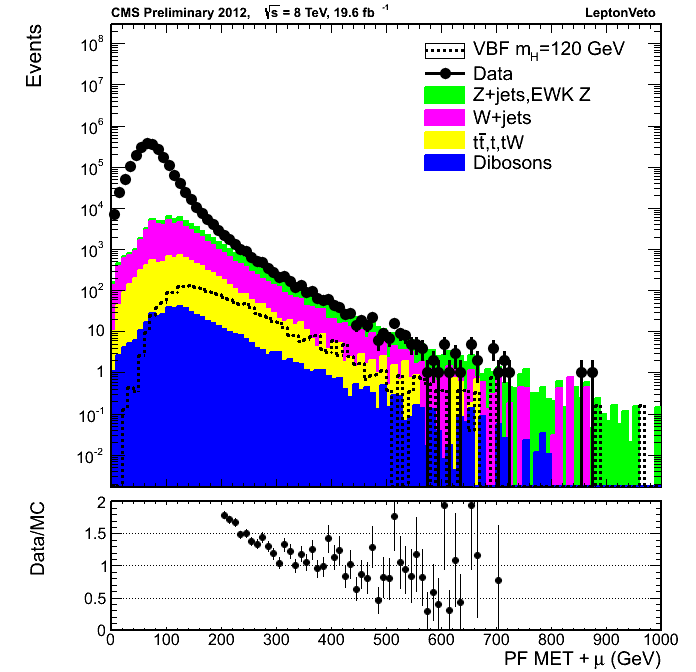 CMS Preliminary 2012, √s = 8 TeV, 19.6 fb⁻¹ LeptonVeto
Events
10⁸
10⁷
10⁶
10⁵
10⁴
10³
10²
10
1
10⁻¹
10⁻²
VBF m_H=120 GeV
Data
Z+jets,EWK Z
W+jets
tt̄,t,tW
Dibosons
Data/MC
2
1.5
1
0.5
0
0 100 200 300 400 500 600 700 800 900 1000
PF MET + μ (GeV)